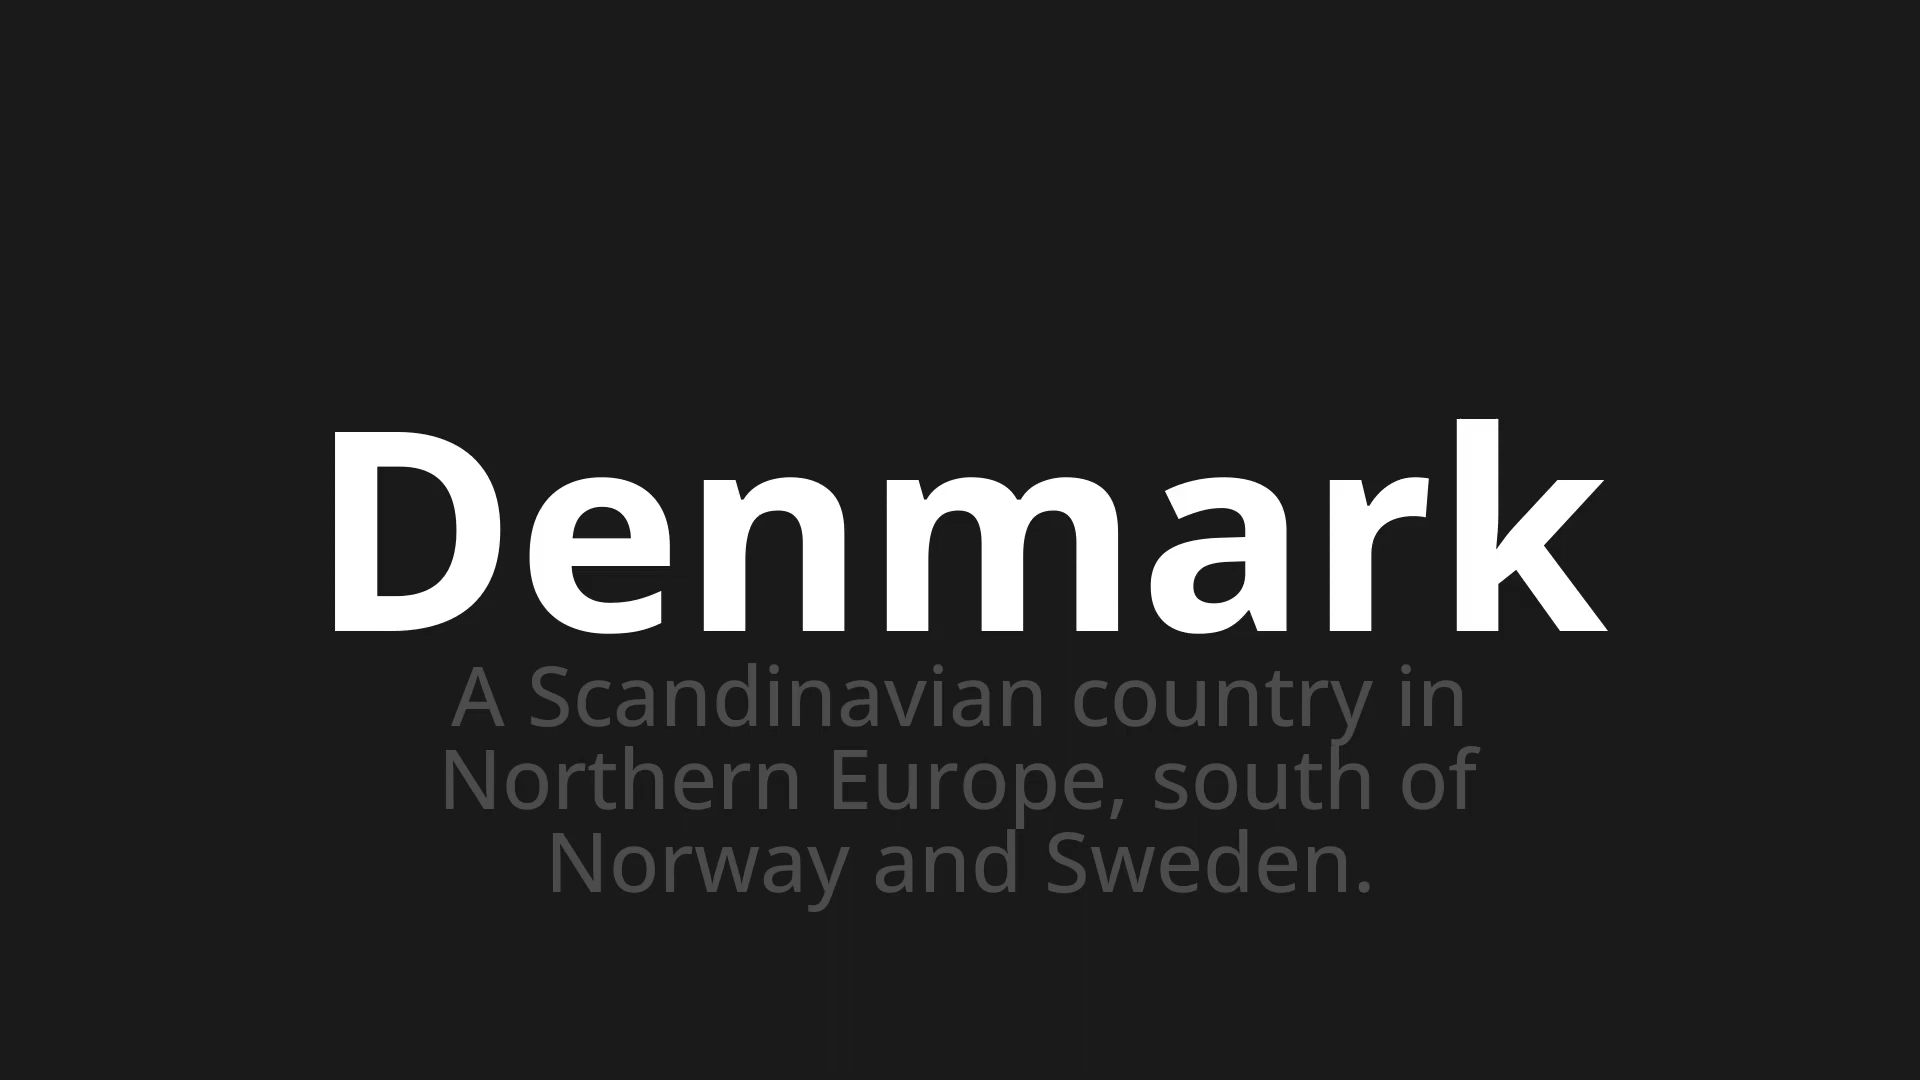 Denmark
A Scandinavian country in
Northern Europe, south of
Norway and Sweden.